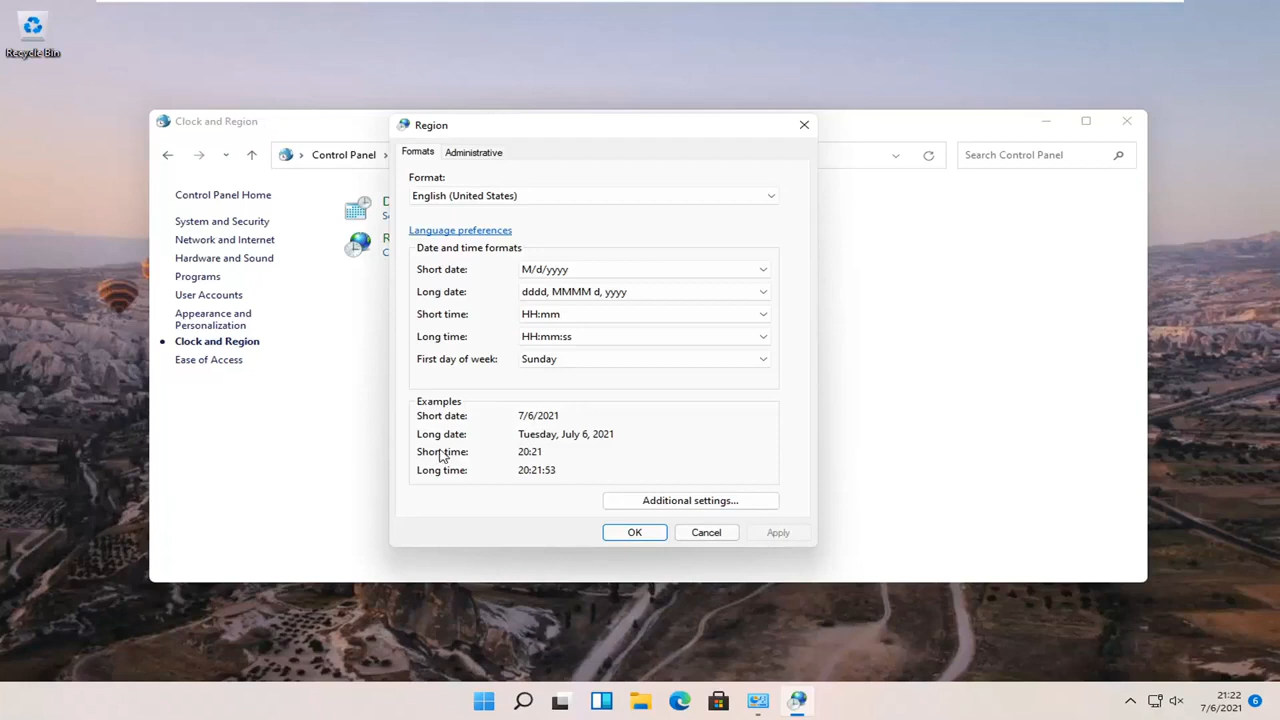 Recycle Bin
Clock and Region
Control Panel
Search Control Panel
Control Panel Home
System and Security
Network and Internet
Hardware and Sound
Programs
User Accounts
Appearance and
Personalization
Clock and Region
Ease of Access
D
Se
R
C
Region
Formats
Administrative
Format:
English (United States)
Language preferences
Date and time formats
Short date: M/d/yyyy
Long date: dddd, MMMM d, yyyy
Short time: HH:mm
Long time: HH:mm:ss
First day of week: Sunday
Examples
Short date: 7/6/2021
Long date: Tuesday, July 6, 2021
Short time: 20:21
Long time: 20:21:53
Additional settings...
OK
Cancel
Apply
21:22
7/6/2021
6